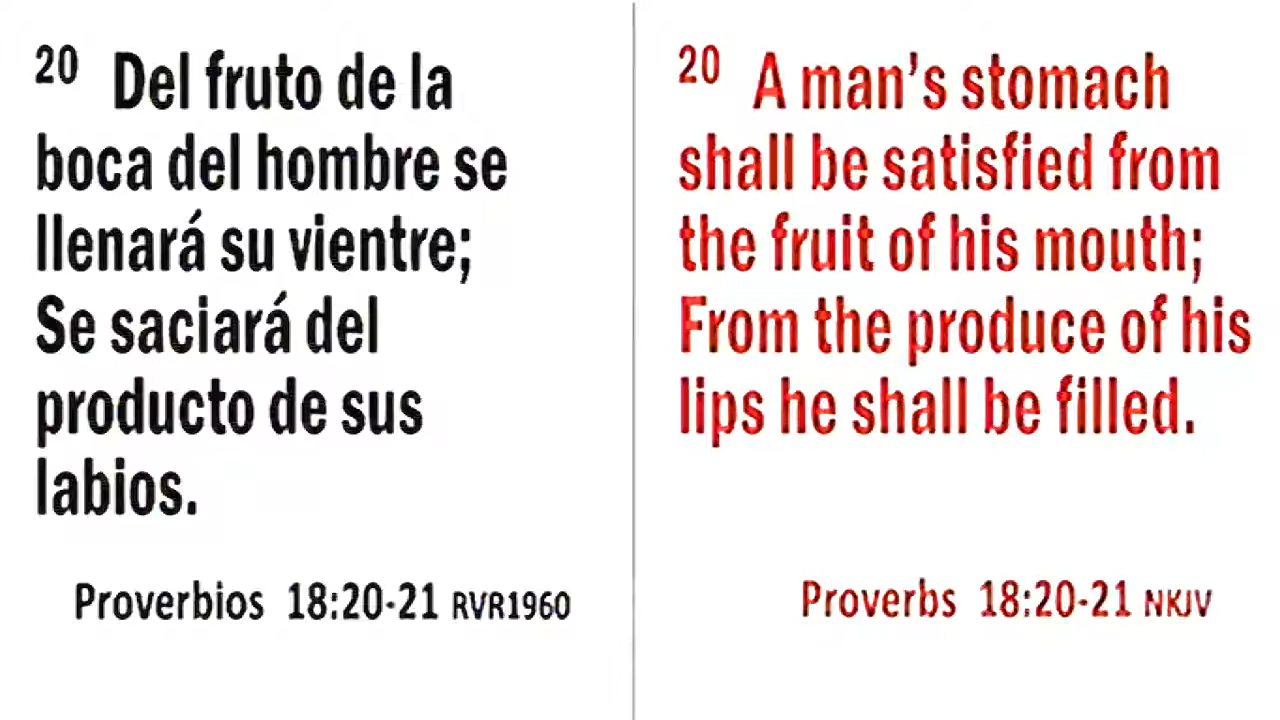 20 Del fruto de la
boca del hombre se
llenará su vientre;
Se saciará del
producto de sus
labios.
Proverbios 18:20-21 RVR1960
20 A man's stomach
shall be satisfied from
the fruit of his mouth;
From the produce of his
lips he shall be filled.
Proverbs 18:20-21 NKJV